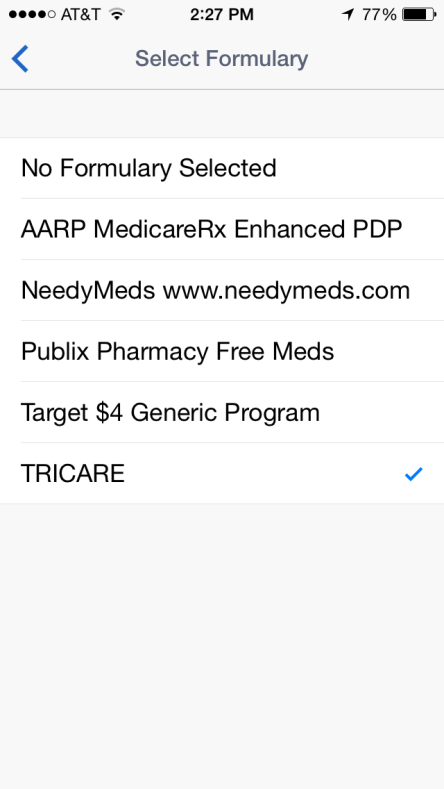 AT&T 2:27 PM 77%
Select Formulary
No Formulary Selected
AARP MedicareRx Enhanced PDP
NeedyMeds www.needymeds.com
Publix Pharmacy Free Meds
Target $4 Generic Program
TRICARE